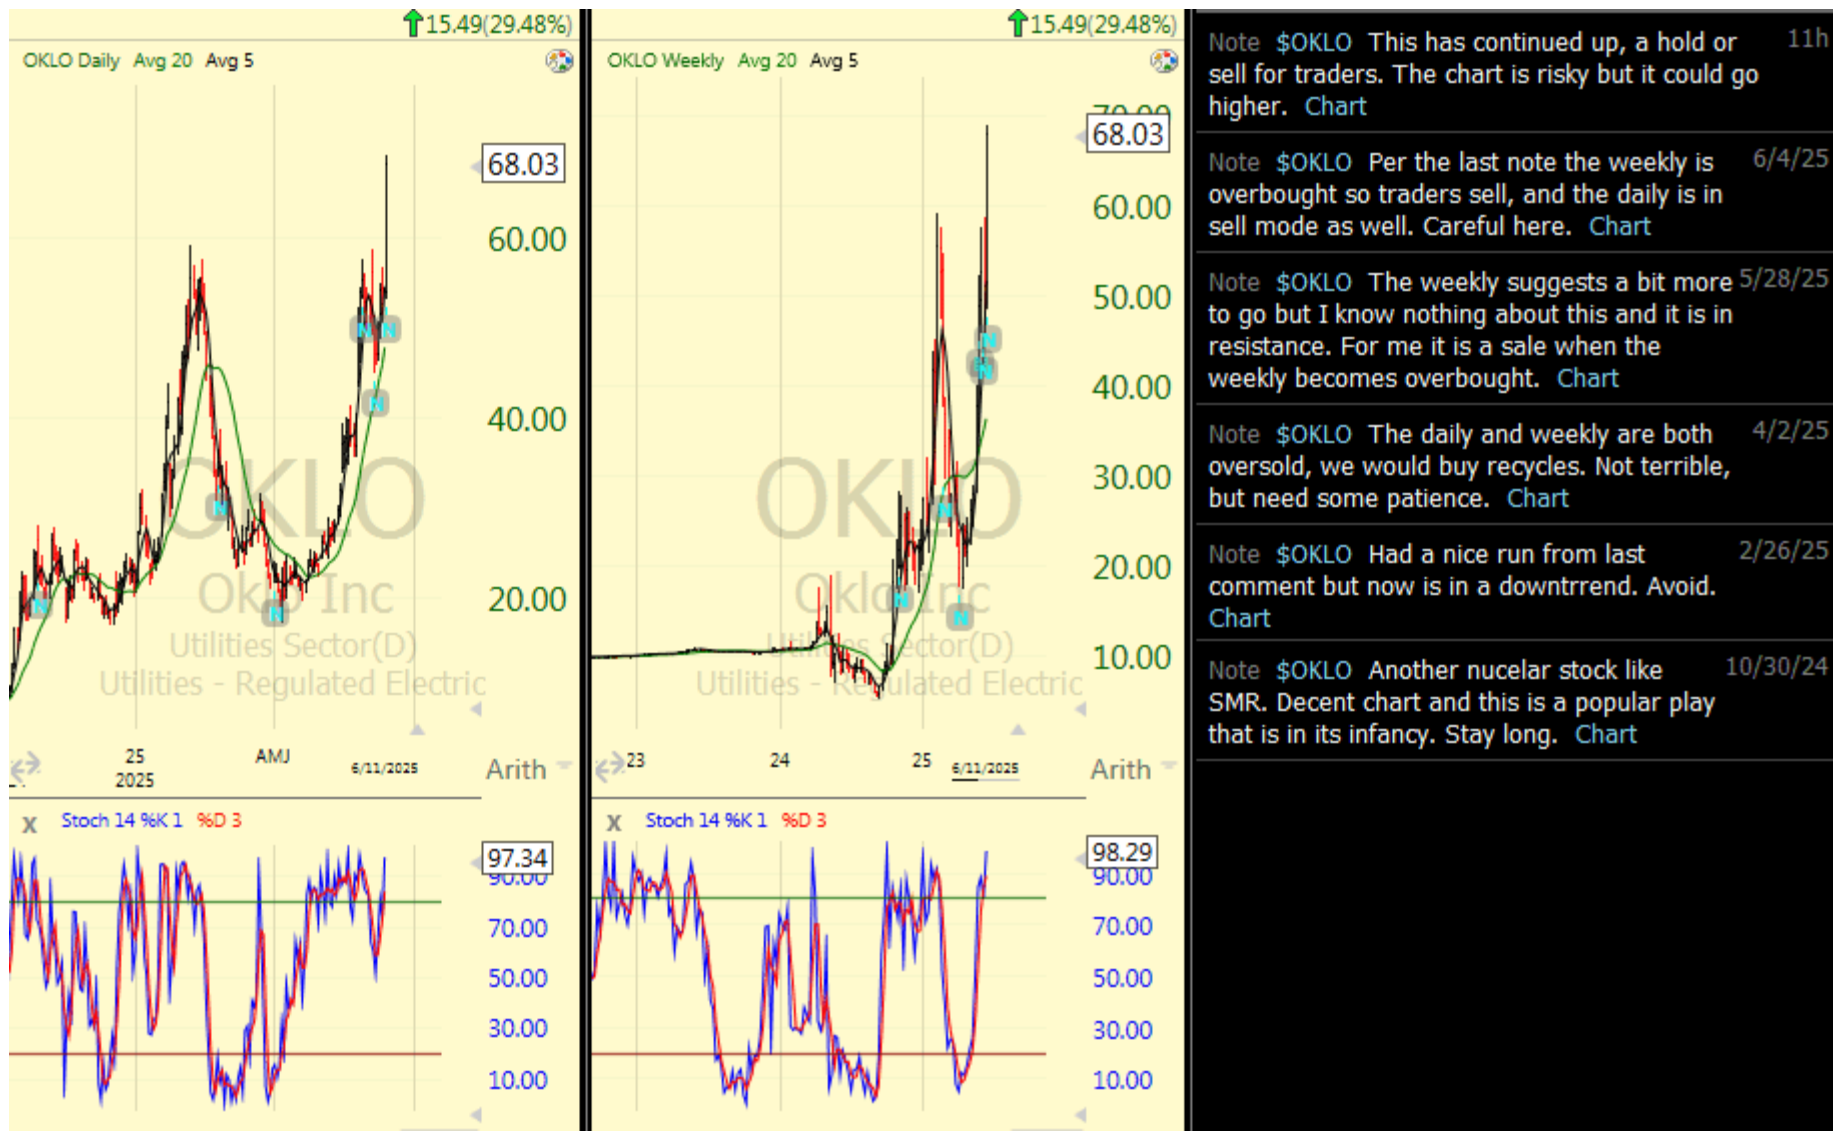 15.49(29.48%)
OKLO Daily Avg 20 Avg 5
68.03
60.00
40.00
20.00
OKLO
Oklo Inc
Utilities Sector(D)
Utilities - Regulated Electric
N
N
N
N
N
N
25
2025
AMJ
6/11/2025
Arith
X Stoch 14 %K 1 %D 3
97.34
90.00
70.00
50.00
30.00
10.00
15.49(29.48%)
OKLO Weekly Avg 20 Avg 5
70.00
68.03
60.00
50.00
40.00
30.00
20.00
10.00
OKLO
Oklo Inc
Utilities Sector(D)
Utilities - Regulated Electric
N
N
N
N
N
23
24
25
6/11/2025
Arith
X Stoch 14 %K 1 %D 3
98.29
90.00
70.00
50.00
30.00
10.00
Note $OKLO This has continued up, a hold or 11h
sell for traders. The chart is risky but it could go
higher. Chart
Note $OKLO Per the last note the weekly is 6/4/25
overbought so traders sell, and the daily is in
sell mode as well. Careful here. Chart
Note $OKLO The weekly suggests a bit more 5/28/25
to go but I know nothing about this and it is in
resistance. For me it is a sale when the
weekly becomes overbought. Chart
Note $OKLO The daily and weekly are both 4/2/25
oversold, we would buy recycles. Not terrible,
but need some patience. Chart
Note $OKLO Had a nice run from last 2/26/25
comment but now is in a downtrrend. Avoid.
Chart
Note $OKLO Another nucelar stock like 10/30/24
SMR. Decent chart and this is a popular play
that is in its infancy. Stay long. Chart